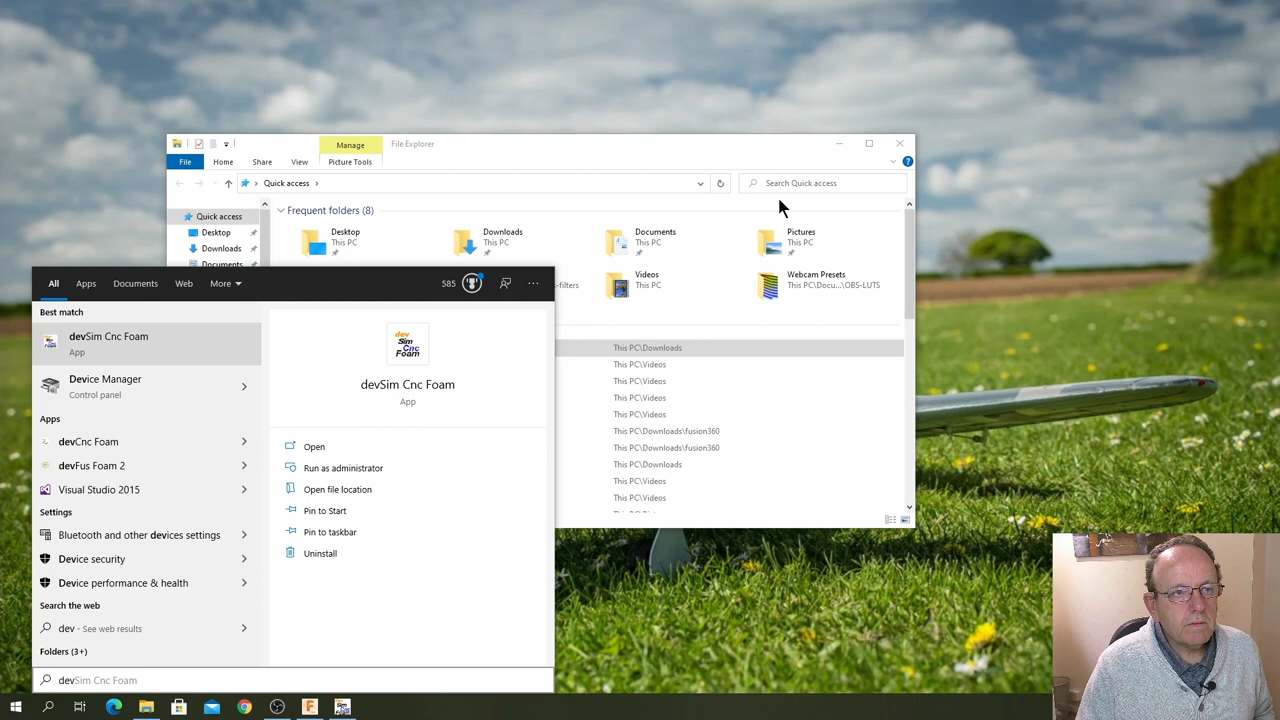 Manage
File Explorer
File
Home
Share
View
Picture Tools
Quick access
Search Quick access
Quick access
Desktop
Downloads
Documents
Frequent folders (8)
Desktop
This PC
Downloads
This PC
Documents
This PC
Pictures
This PC
-filters
Videos
This PC
Webcam Presets
This PC\Docu...\OBS-LUTS
This PC\Downloads
This PC\Videos
This PC\Videos
This PC\Videos
This PC\Videos
This PC\Downloads\fusion360
This PC\Downloads\fusion360
This PC\Downloads
This PC\Videos
This PC\Videos
All
Apps
Documents
Web
More
585
Best match
devSim Cnc Foam
App
Device Manager
Control panel
Apps
devCnc Foam
devFus Foam 2
Visual Studio 2015
Settings
Bluetooth and other devices settings
Device security
Device performance & health
Search the web
dev - See web results
Folders (3+)
devSim Cnc Foam
dev
Sim
Cnc
Foam
devSim Cnc Foam
App
Open
Run as administrator
Open file location
Pin to Start
Pin to taskbar
Uninstall